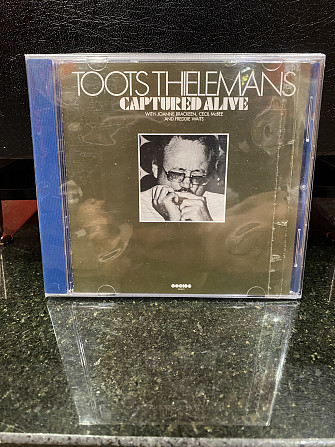 TOOTS THIELEMANS
CAPTURED ALIVE
WITH JOANNE BRACKEEN, CECIL McBEE
AND FREDDIE WAITS